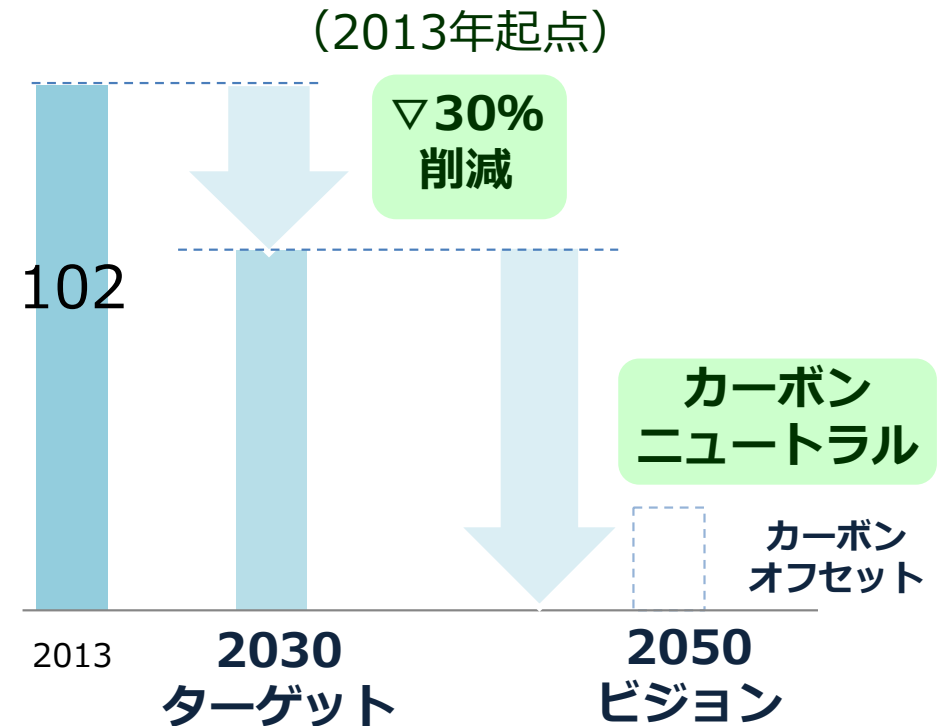 （2013年起点）
▽30%
削減
102
カーボン
ニュートラル
カーボン
オフセット
2013
2030
ターゲット
2050
ビジョン